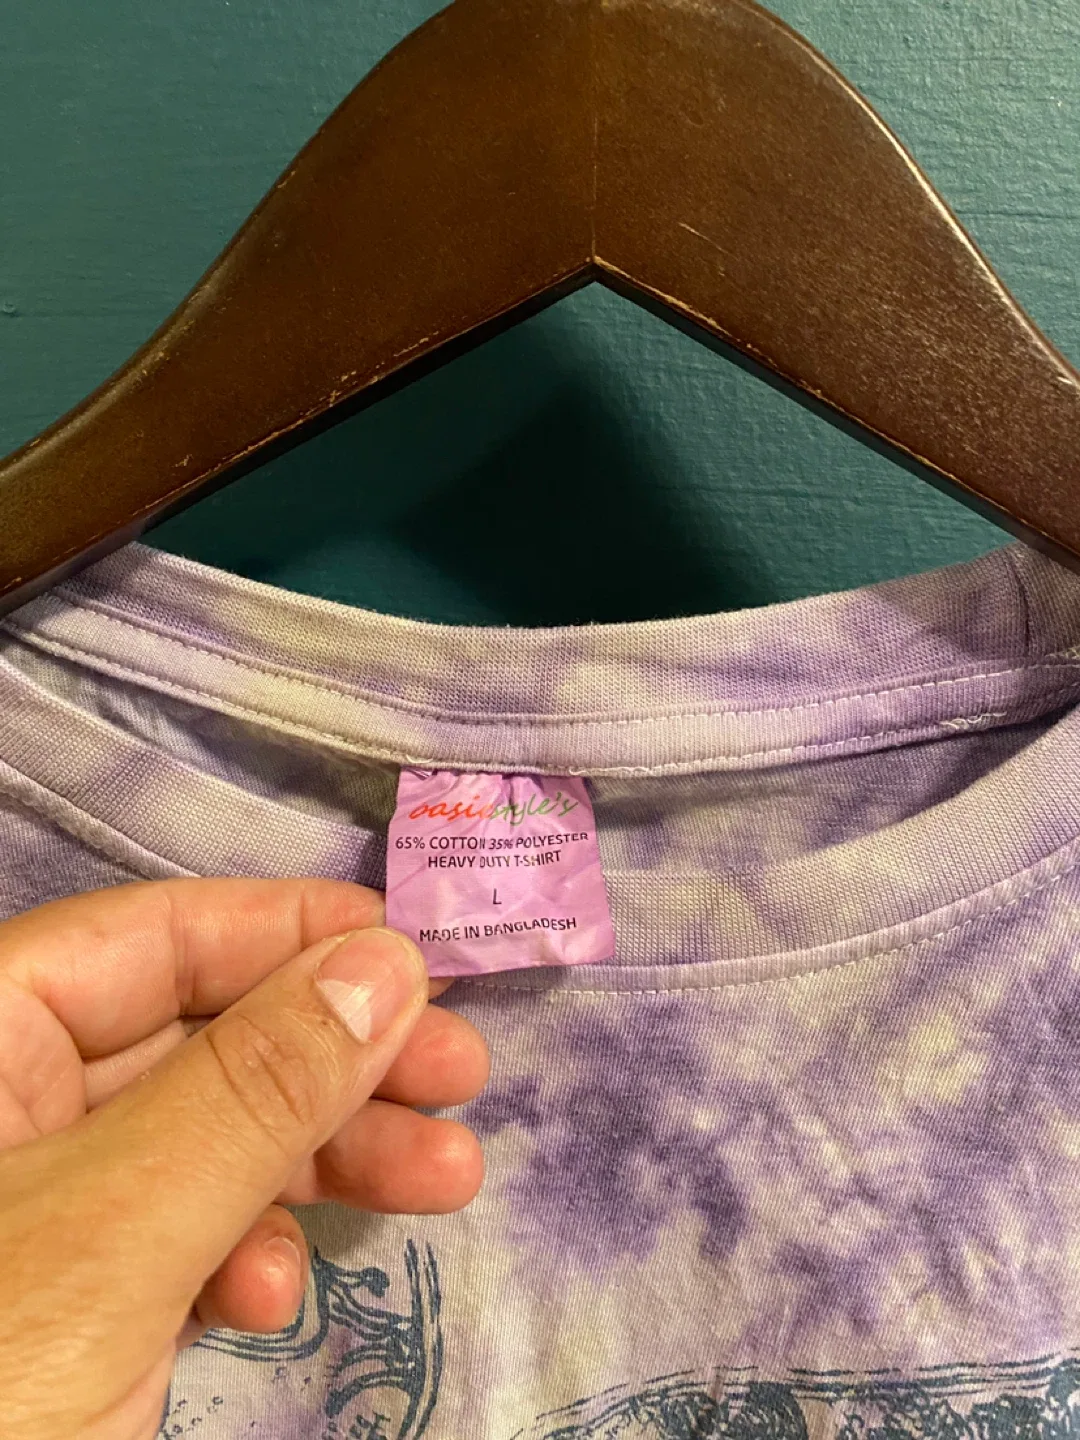 oasisstyle's
65% COTTON 35% POLYESTER
HEAVY DUTY T-SHIRT
L
MADE IN BANGLADESH